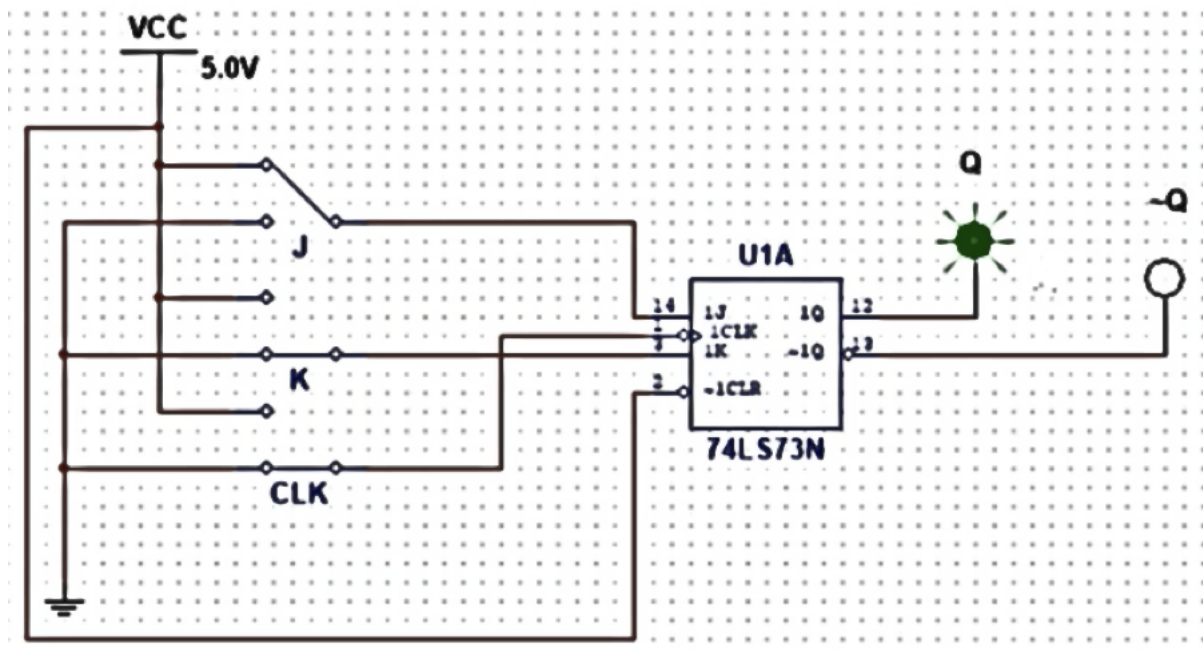 VCC
5.0V
Q
~Q
J
U1A
14
1J
1Q
12
1CLK
1K
~1Q
13
K
2
~1CLR
74LS73N
CLK